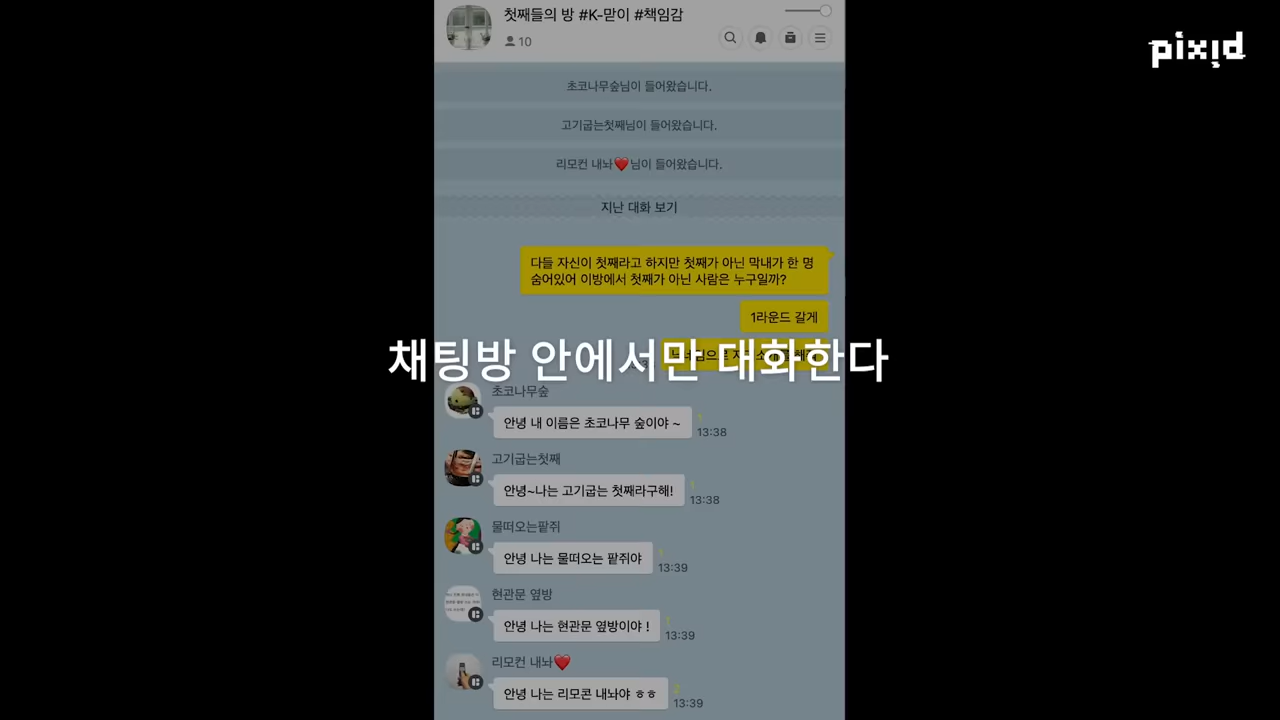 첫째들의 방 #K-맏이 #책임감
10
pixid
초코나무숲님이 들어왔습니다.
고기굽는첫째님이 들어왔습니다.
리모컨 내놔❤️님이 들어왔습니다.
지난 대화 보기
다들 자신이 첫째라고 하지만 첫째가 아닌 막내가 한 명
숨어있어 이방에서 첫째가 아닌 사람은 누구일까?
1라운드 갈게
채팅방 안에서만 대화한다
초코나무숲
안녕 내 이름은 초코나무 숲이야 ~
13:38
고기굽는첫째
안녕~나는 고기굽는 첫째라구해!
13:38
물떠오는팥쥐
안녕 나는 물떠오는 팥쥐야
13:39
현관문 옆방
안녕 나는 현관문 옆방이야 !
13:39
리모컨 내놔❤️
안녕 나는 리모콘 내놔야 ㅎㅎ
13:39